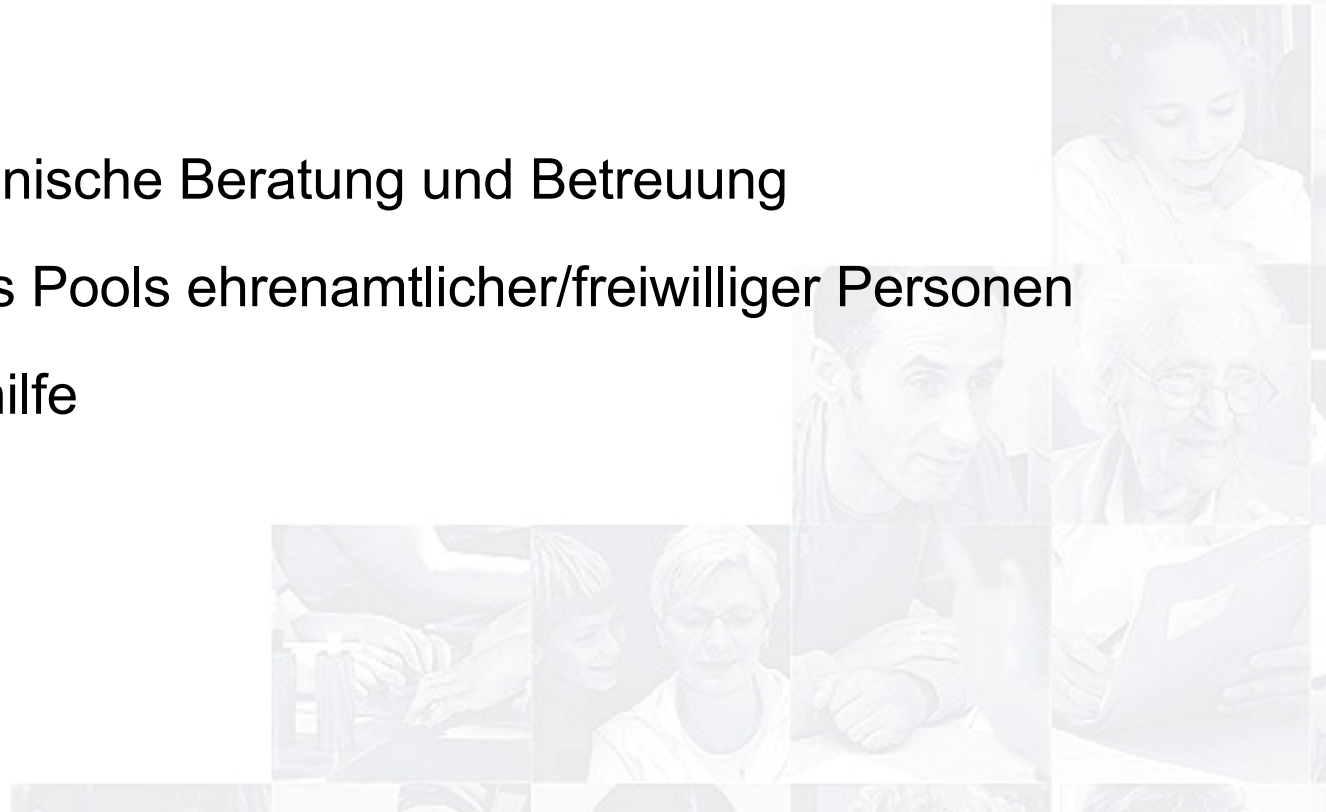 nische Beratung und Betreuung
s Pools ehrenamtlicher/freiwilliger Personen
ilfe